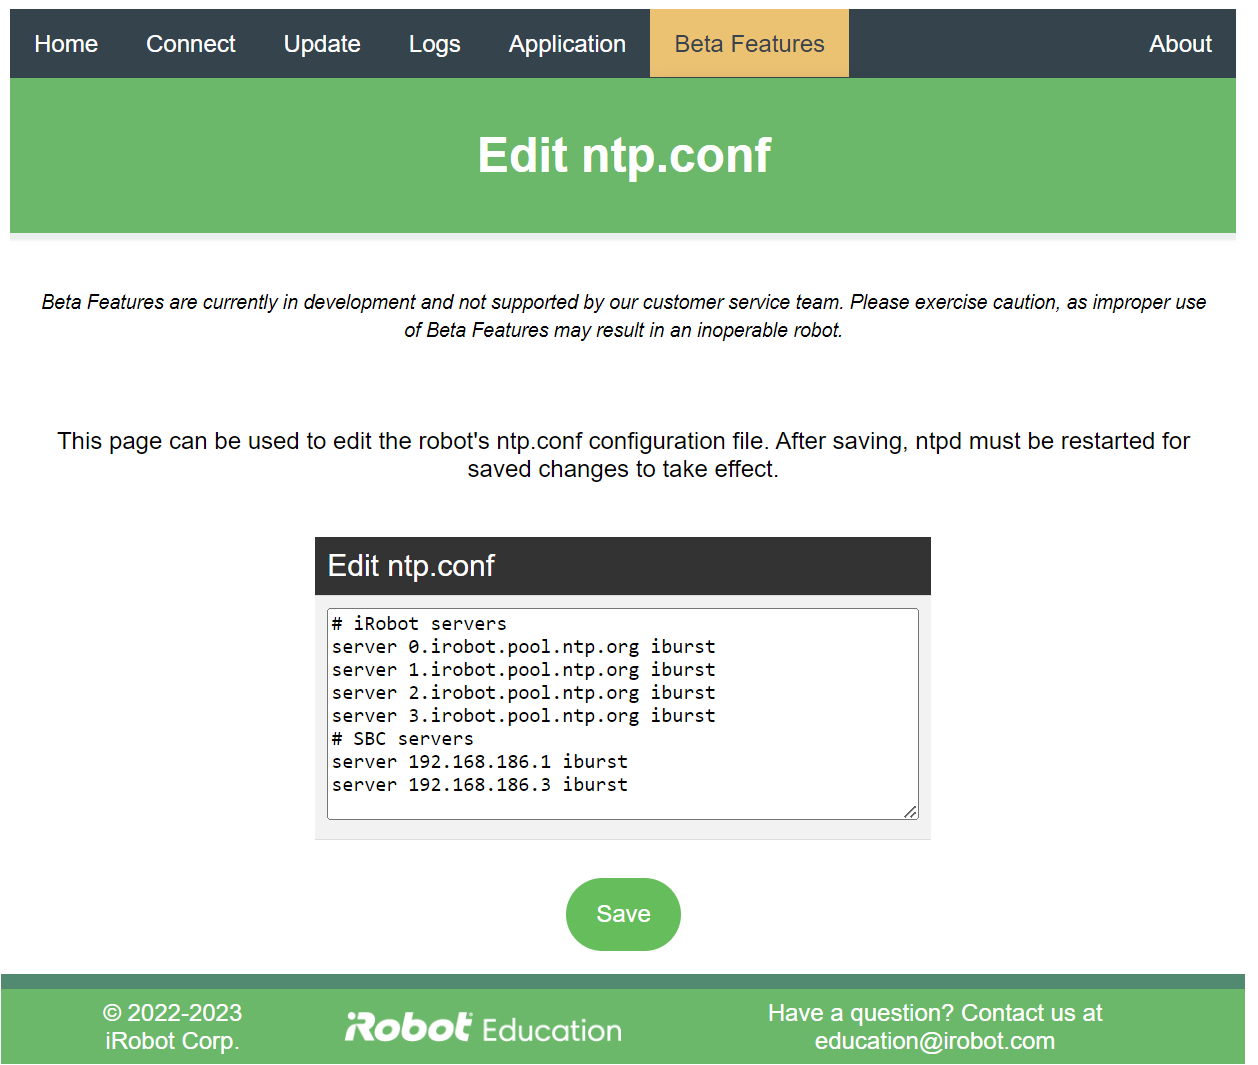 Home Connect Update Logs Application Beta Features About
Edit ntp.conf
Beta Features are currently in development and not supported by our customer service team. Please exercise caution, as improper use
of Beta Features may result in an inoperable robot.
This page can be used to edit the robot's ntp.conf configuration file. After saving, ntpd must be restarted for
saved changes to take effect.
Edit ntp.conf
# iRobot servers
server 0.irobot.pool.ntp.org iburst
server 1.irobot.pool.ntp.org iburst
server 2.irobot.pool.ntp.org iburst
server 3.irobot.pool.ntp.org iburst
# SBC servers
server 192.168.186.1 iburst
server 192.168.186.3 iburst
Save
© 2022-2023
iRobot Corp.
iRobot Education
Have a question? Contact us at
education@irobot.com